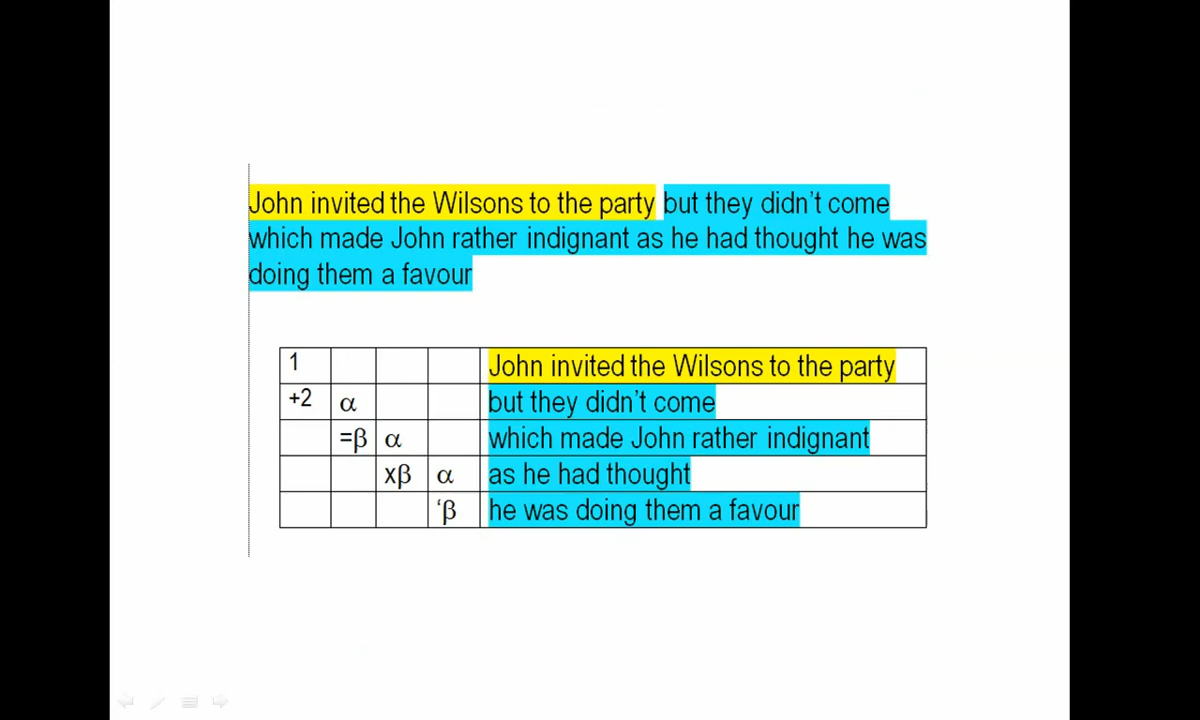 John invited the Wilsons to the party but they didn’t come
which made John rather indignant as he had thought he was
doing them a favour
1 John invited the Wilsons to the party
+2 α but they didn’t come
=β α which made John rather indignant
xβ α as he had thought
‘β he was doing them a favour